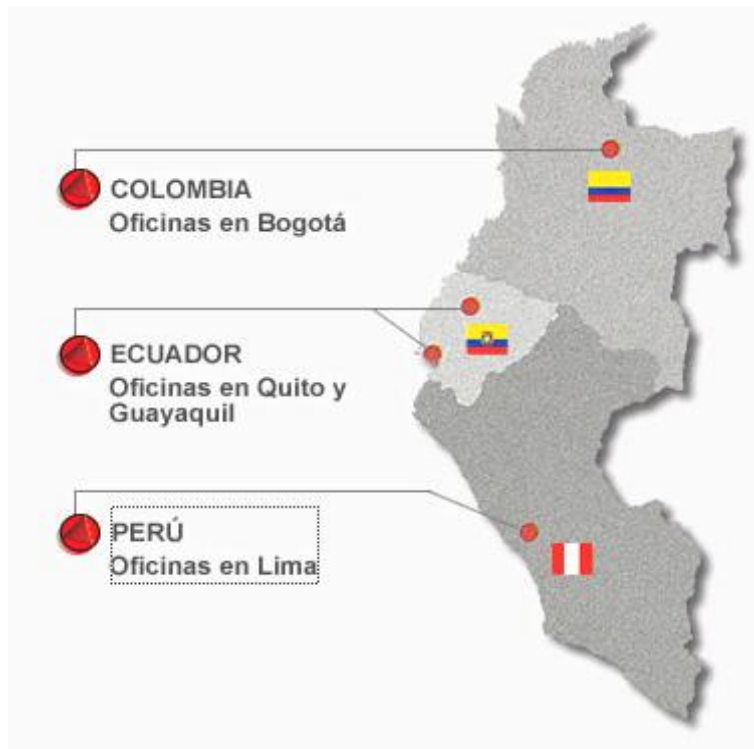 COLOMBIA
Oficinas en Bogotá
ECUADOR
Oficinas en Quito y
Guayaquil
PERÚ
Oficinas en Lima